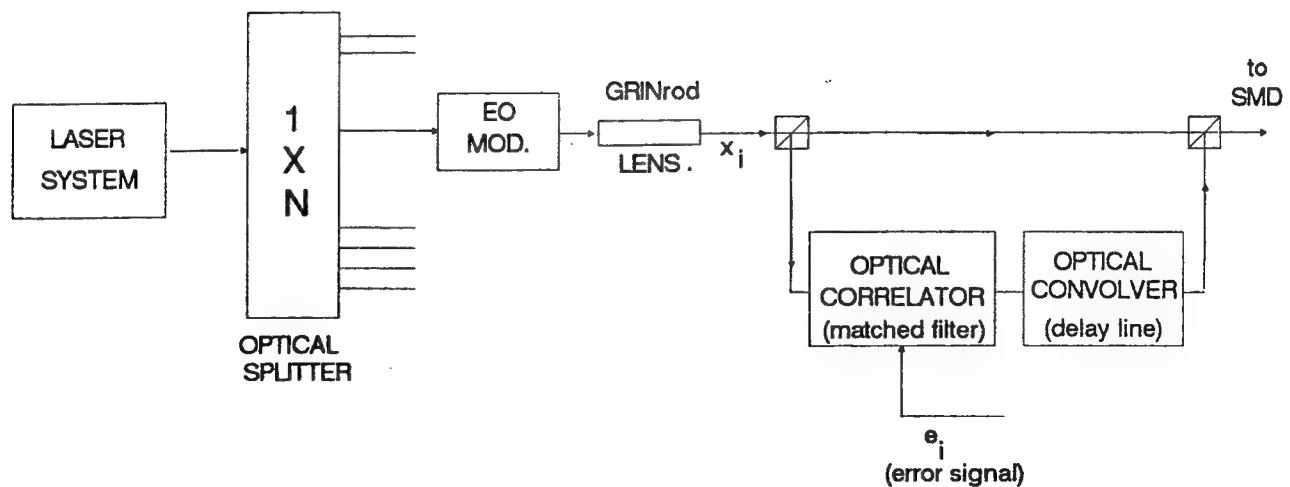 LASER
SYSTEM
1
X
N
OPTICAL
SPLITTER
EO
MOD.
GRINrod
LENS .
x i
to
SMD
OPTICAL
CORRELATOR
(matched filter)
OPTICAL
CONVOLVER
(delay line)
e i
(error signal)